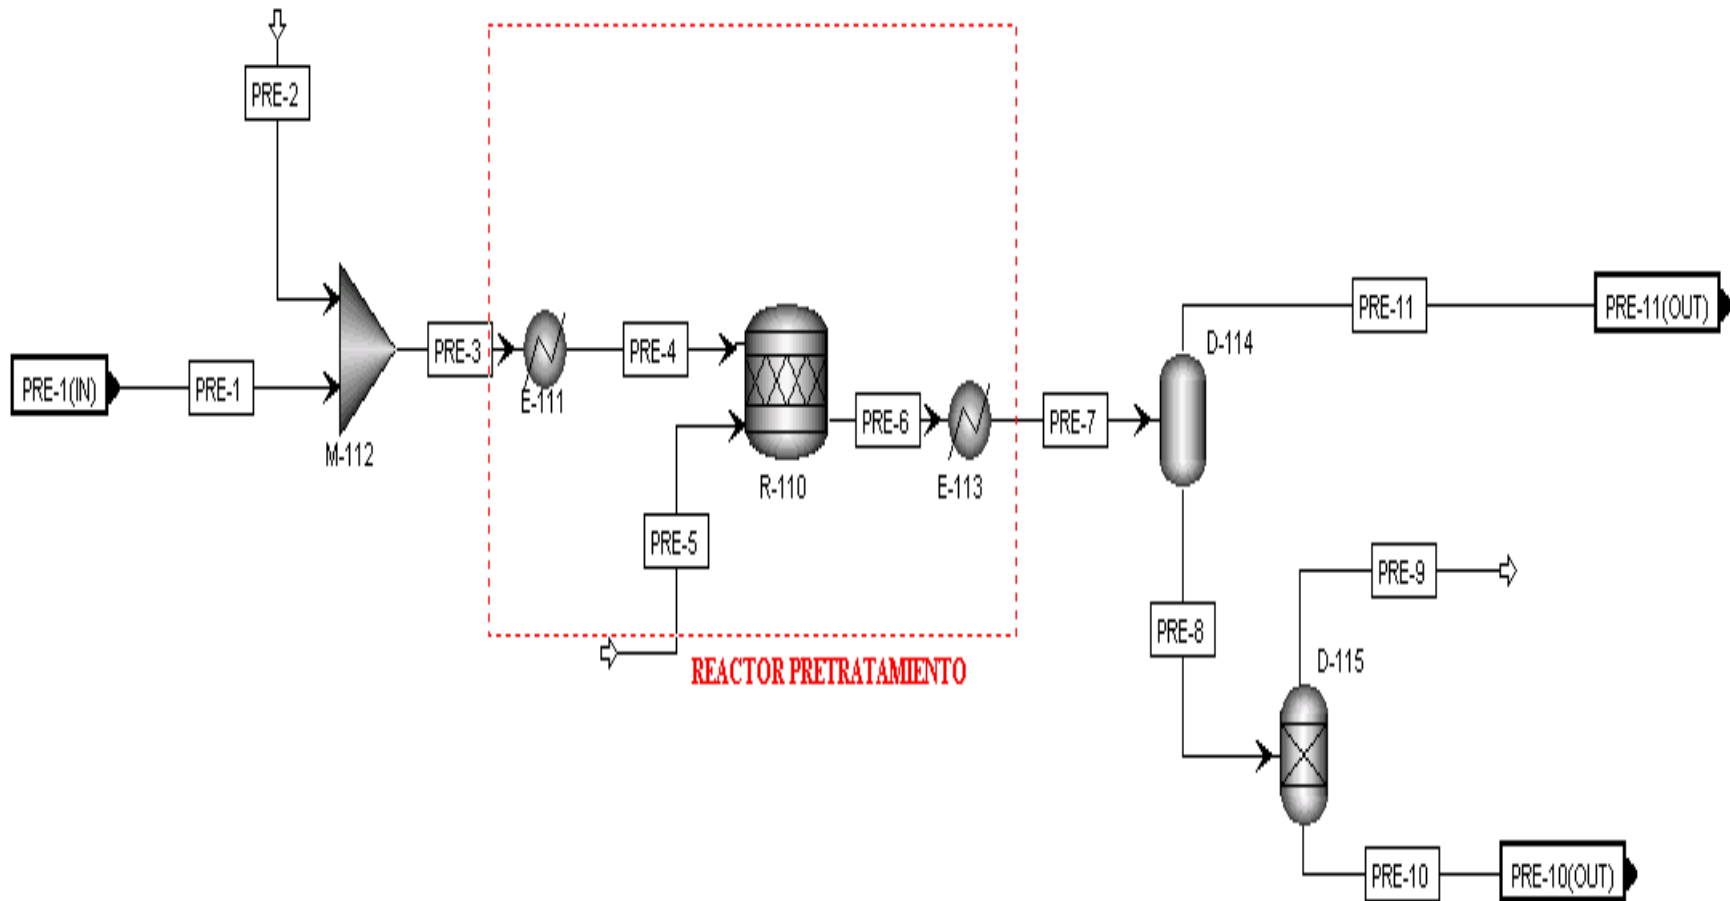 PRE-2
PRE-1(IN)
PRE-1
M-112
PRE-3
E-111
PRE-4
PRE-5
R-110
PRE-6
E-113
PRE-7
REACTOR PRETRATAMIENTO
D-114
PRE-11
PRE-11(OUT)
PRE-8
PRE-9
D-115
PRE-10
PRE-10(OUT)